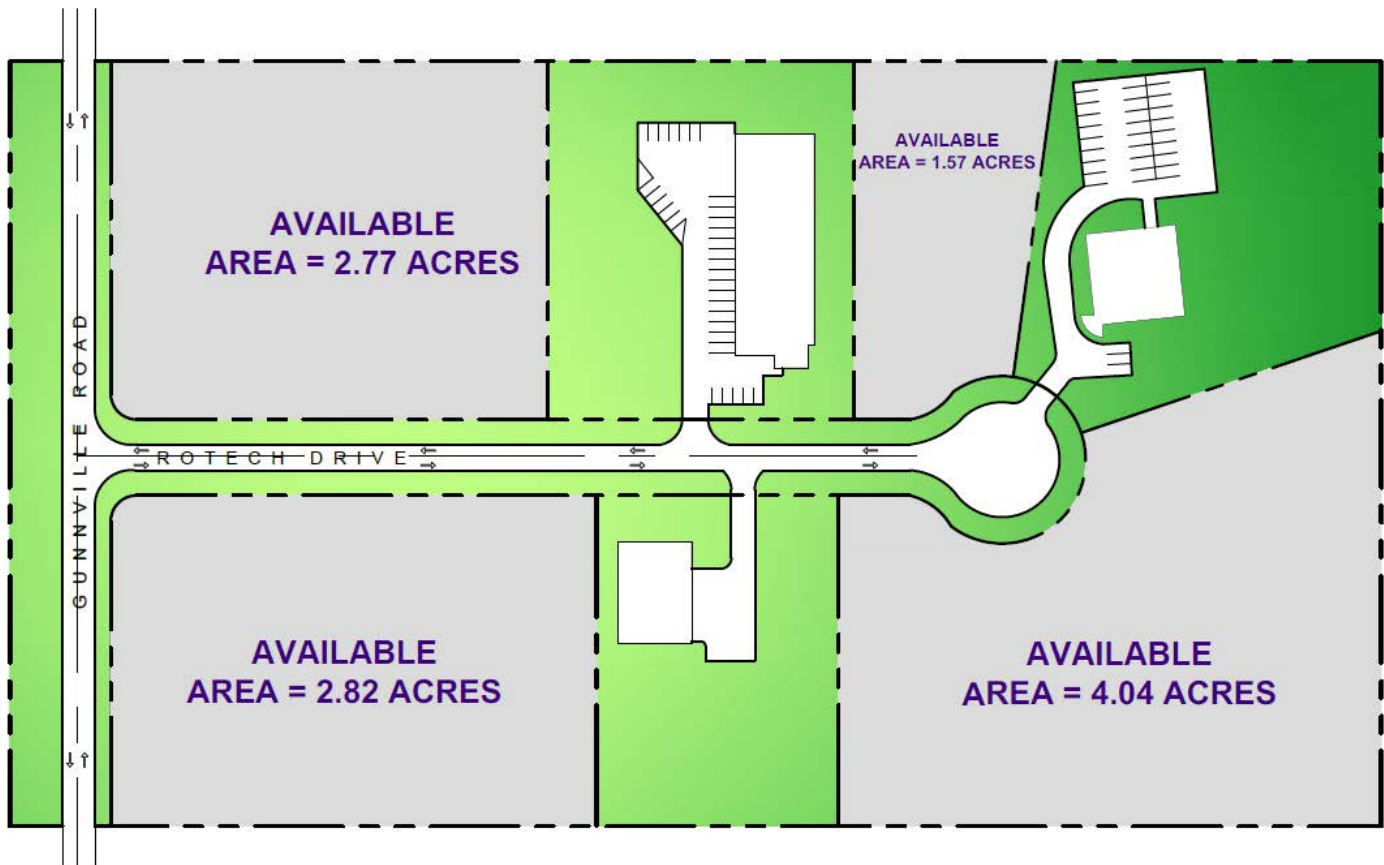 AVAILABLE
AREA = 2.77 ACRES
AVAILABLE
AREA = 1.57 ACRES
GUNNVILLE ROAD
ROTECH DRIVE
AVAILABLE
AREA = 2.82 ACRES
AVAILABLE
AREA = 4.04 ACRES